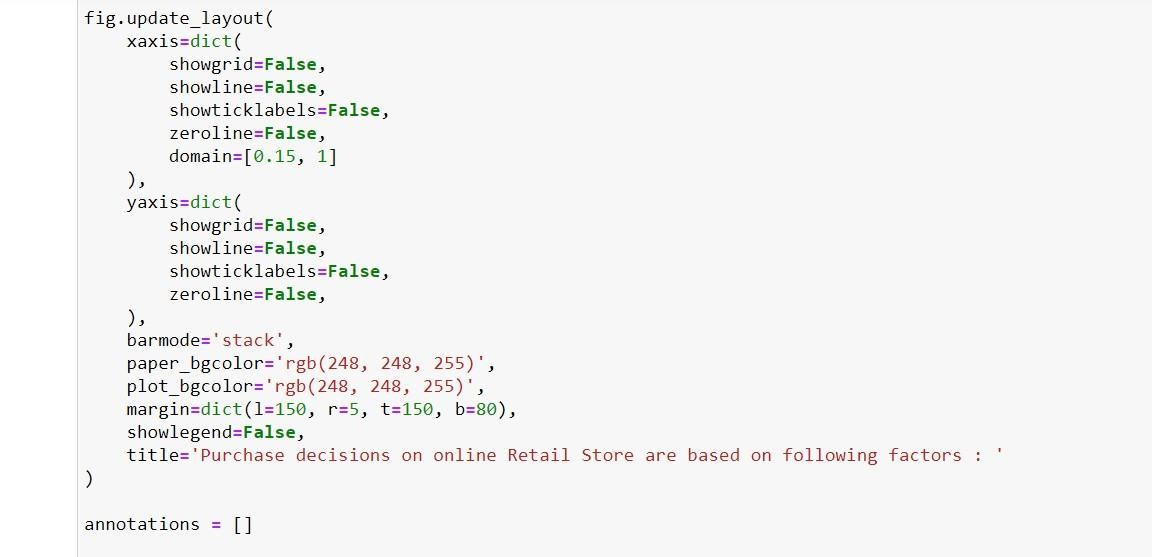 fig.update_layout(
    xaxis=dict(
        showgrid=False,
        showline=False,
        showticklabels=False,
        zeroline=False,
        domain=[0.15, 1]
    ),
    yaxis=dict(
        showgrid=False,
        showline=False,
        showticklabels=False,
        zeroline=False,
    ),
    barmode='stack',
    paper_bgcolor='rgb(248, 248, 255)',
    plot_bgcolor='rgb(248, 248, 255)',
    margin=dict(l=150, r=5, t=150, b=80),
    showlegend=False,
    title='Purchase decisions on online Retail Store are based on following factors : '
)
annotations = []